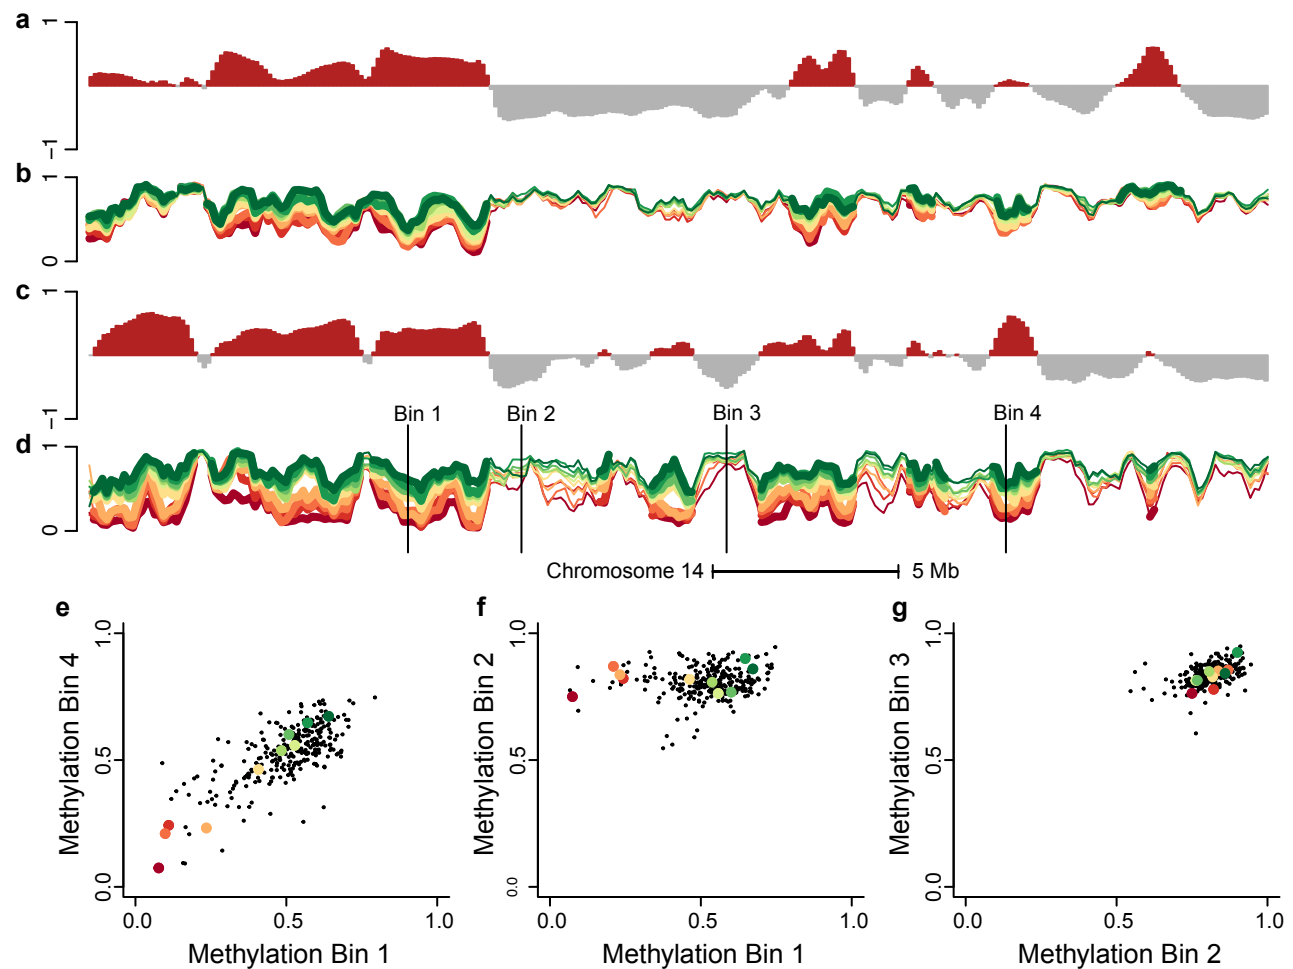 a
1
−1
b
1
0
c
1
−1
Bin 1 Bin 2 Bin 3 Bin 4
d
1
0
Chromosome 14 5 Mb
e f g
1.0 1.0 1.0
0.5 0.5 0.5
0.0 0.0 0.0
Methylation Bin 4
Methylation Bin 2
Methylation Bin 3
0.0 0.5 1.0 0.0 0.5 1.0 0.0 0.5 1.0
Methylation Bin 1 Methylation Bin 1 Methylation Bin 2